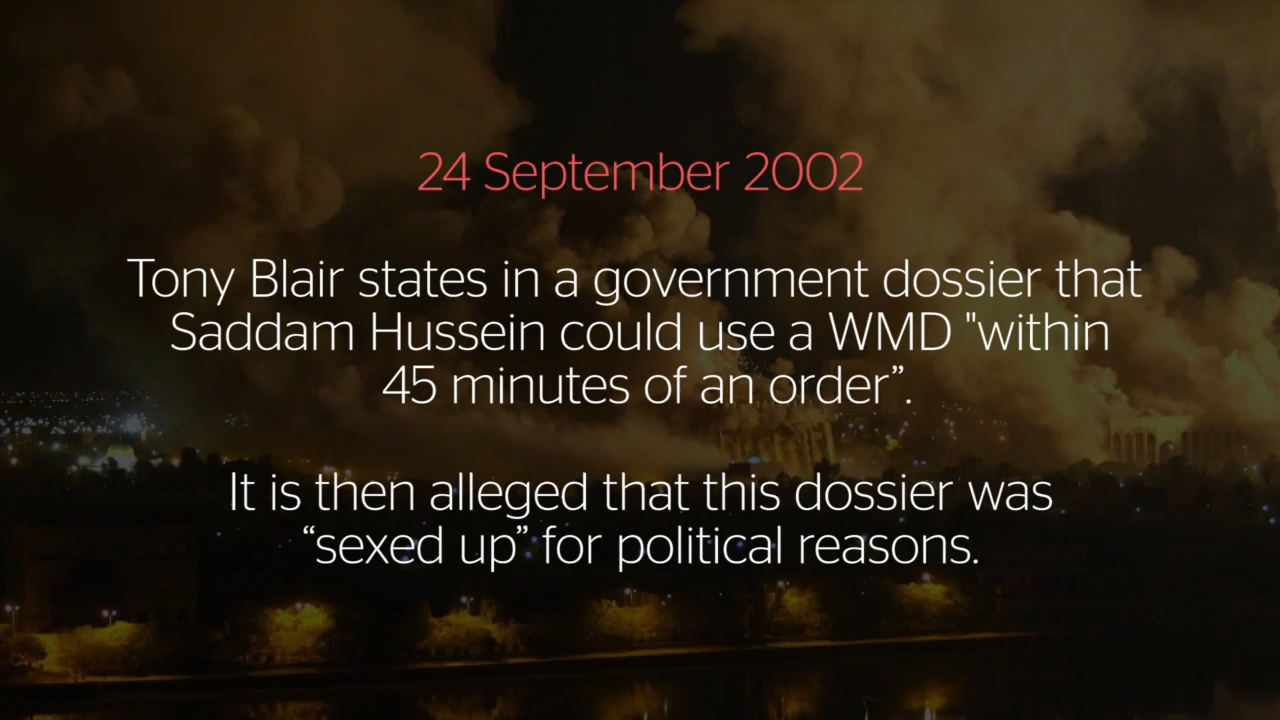 24 September 2002
Tony Blair states in a government dossier that
Saddam Hussein could use a WMD "within
45 minutes of an order”.
It is then alleged that this dossier was
“sexed up” for political reasons.